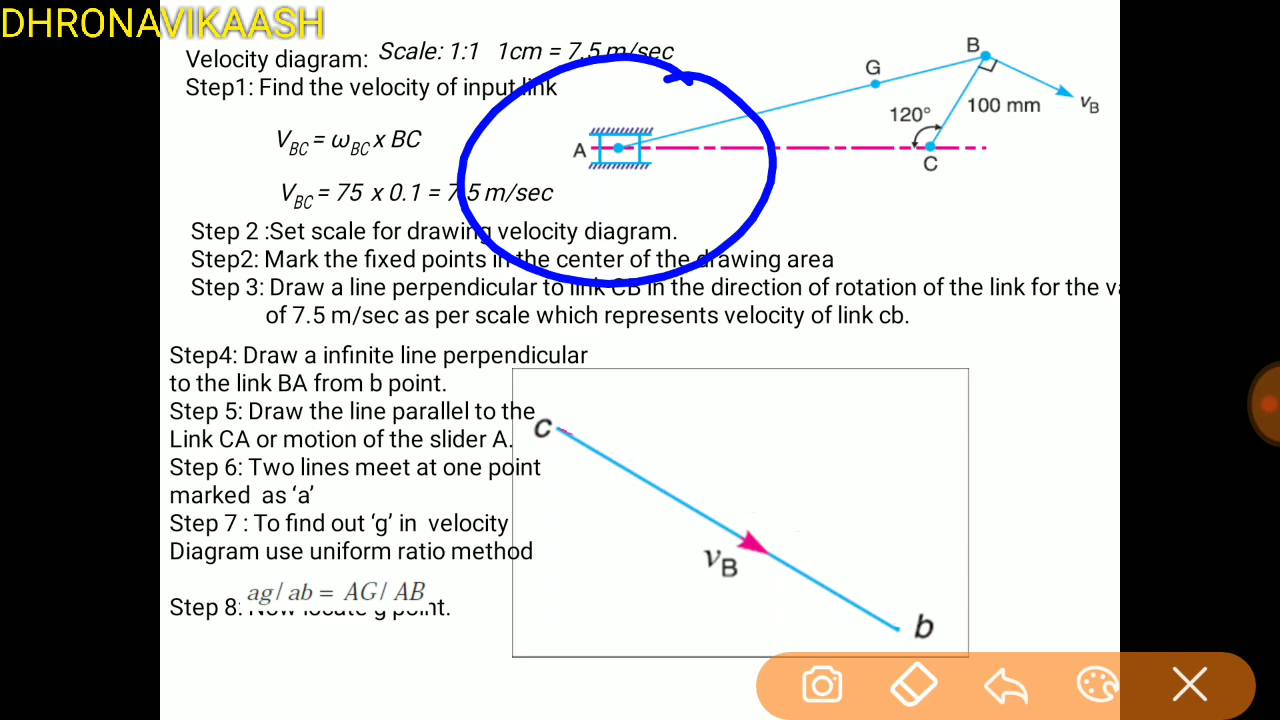 DHRONAVIKAASH
Velocity diagram: Scale: 1:1 1cm = 7.5 m/sec
Step1: Find the velocity of input link
V_BC = ω_BC x BC
V_BC = 75 x 0.1 = 7.5 m/sec
B
G
100 mm
v_B
120°
A
C
Step 2 :Set scale for drawing velocity diagram.
Step2: Mark the fixed points in the center of the drawing area
Step 3: Draw a line perpendicular to link CB in the direction of rotation of the link for the
of 7.5 m/sec as per scale which represents velocity of link cb.
Step4: Draw a infinite line perpendicular
to the link BA from b point.
Step 5: Draw the line parallel to the
Link CA or motion of the slider A.
Step 6: Two lines meet at one point
marked as ‘a’
Step 7 : To find out ‘g’ in velocity
Diagram use uniform ratio method
ag/ ab = AG/ AB
Step 8: Now locate g point.
c
v_B
b